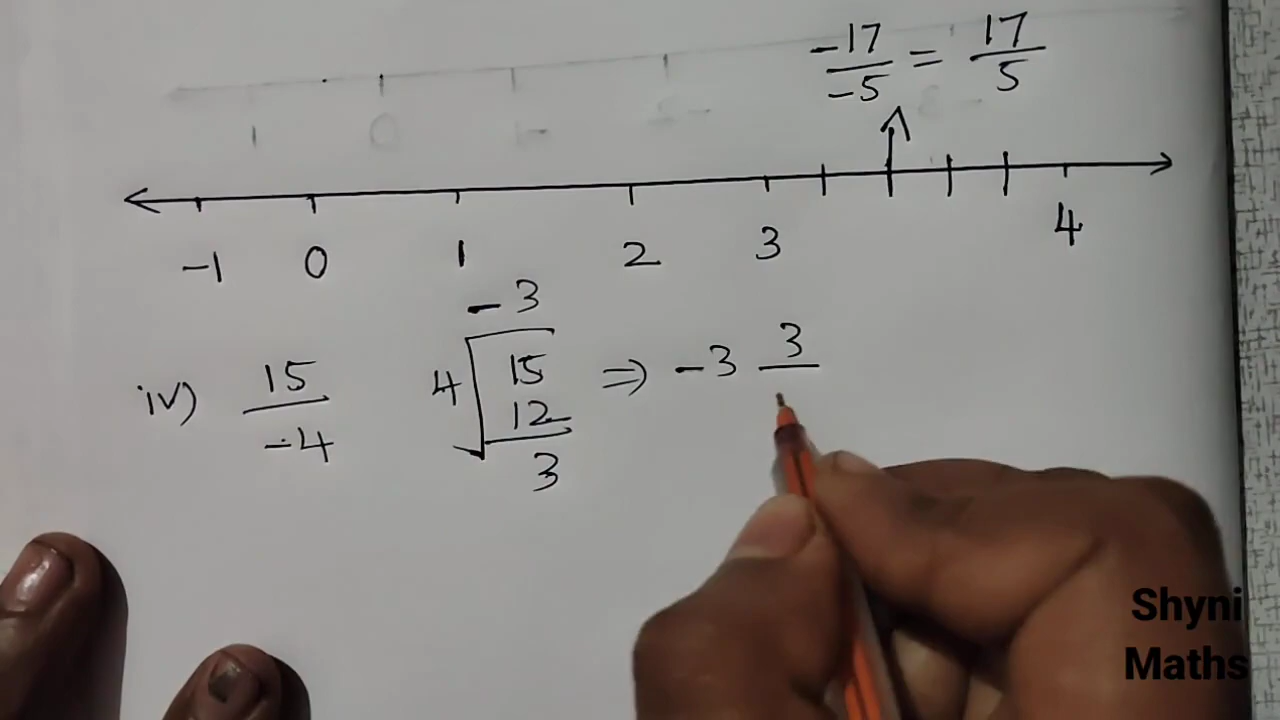 -17/-5 = 17/5
-1 0 1 2 3 4
iv) 15/-4
-3
4 15 ⇒ -3 3
12
3
Shyni
Maths